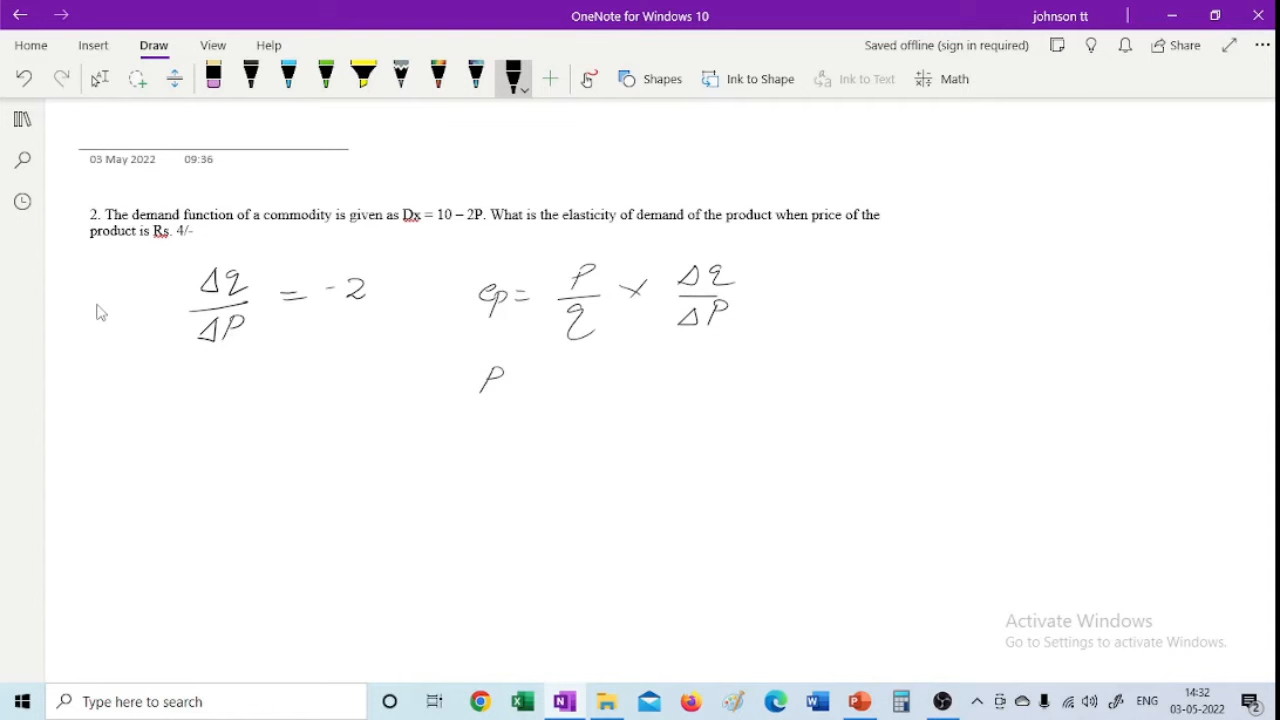 OneNote for Windows 10
johnson tt
Home Insert Draw View Help
Saved offline (sign in required)
Share
Shapes
Ink to Shape
Ink to Text
Math
03 May 2022 09:36
2. The demand function of a commodity is given as Dx = 10 – 2P. What is the elasticity of demand of the product when price of the
product is Rs. 4/-
Δq/ΔP = -2
ep = P/q × Δq/ΔP
P
Activate Windows
Go to Settings to activate Windows.
Type here to search
ENG
14:32
03-05-2022
2